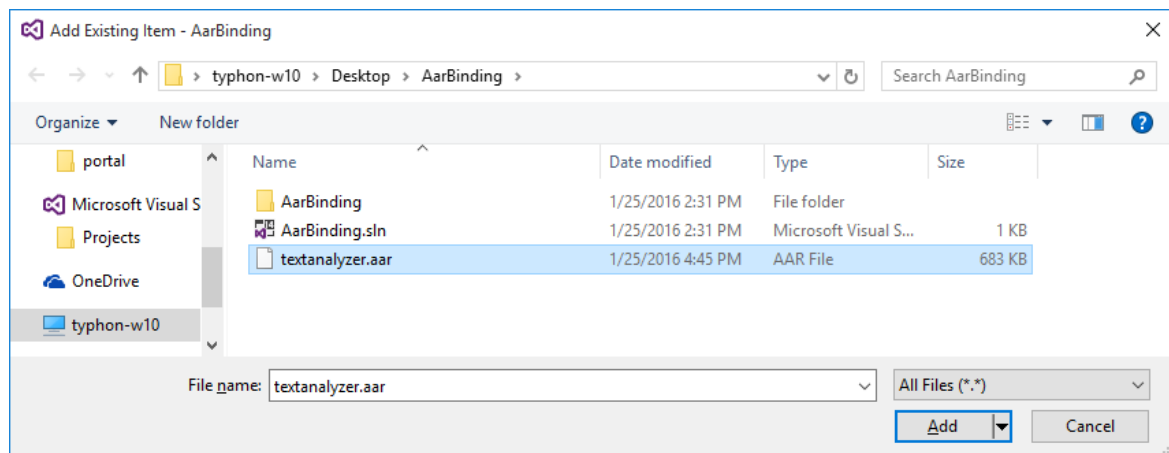 Add Existing Item - AarBinding
typhon-w10 > Desktop > AarBinding >
Search AarBinding
Organize New folder
portal
Microsoft Visual S
Projects
OneDrive
typhon-w10
Name Date modified Type Size
AarBinding 1/25/2016 2:31 PM File folder
AarBinding.sln 1/25/2016 2:31 PM Microsoft Visual S... 1 KB
textanalyzer.aar 1/25/2016 4:45 PM AAR File 683 KB
File name: textanalyzer.aar All Files (*.*)
Add Cancel